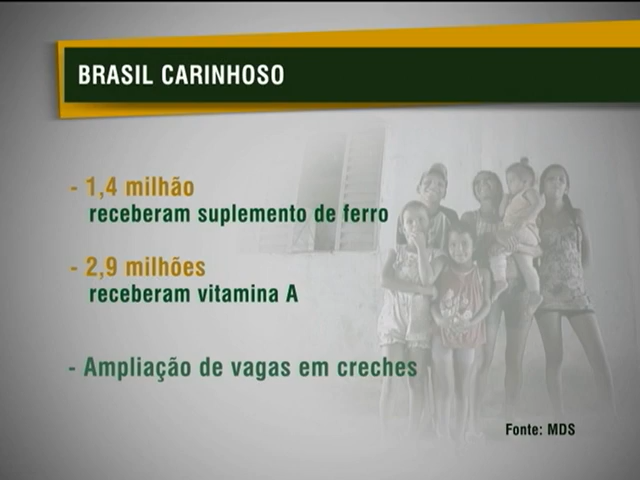 BRASIL CARINHOSO
- 1,4 milhão
receberam suplemento de ferro
- 2,9 milhões
receberam vitamina A
- Ampliação de vagas em creches
Fonte: MDS